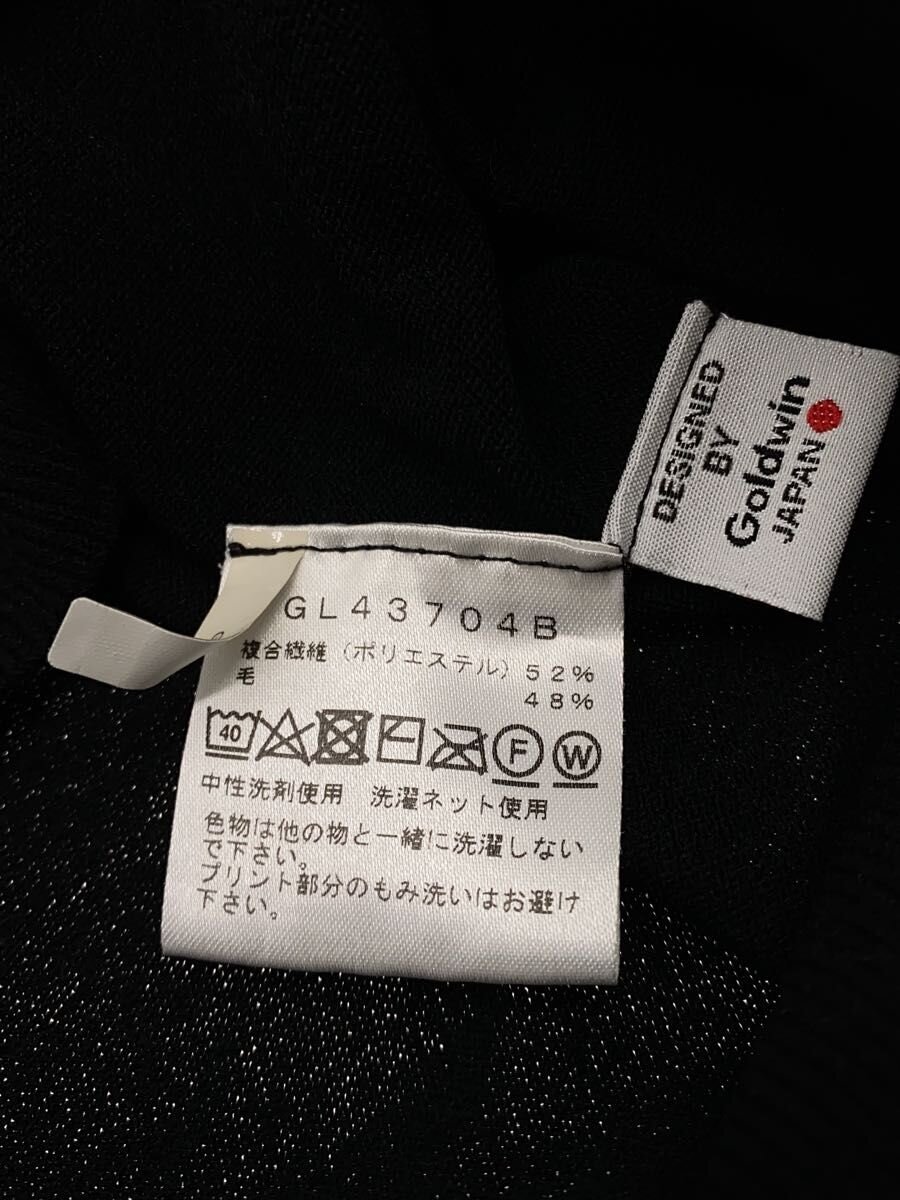 DESIGNED
BY
Goldwin
JAPAN
GL43704B
複合繊維（ポリエステル）52%
毛 48%
40
F
W
中性洗剤使用 洗濯ネット使用
色物は他の物と一緒に洗濯しない
で下さい。
プリント部分のもみ洗いはお避け
下さい。